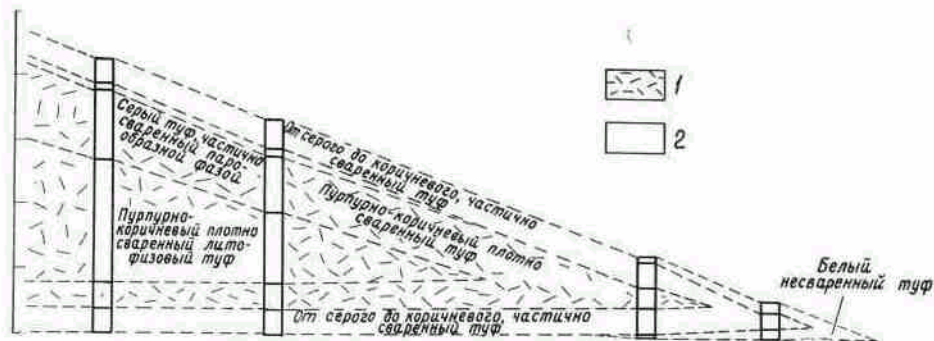 1
2
Серый туф, частично
сваренный паро-
образной фазой
От серого до коричневого, частично
сваренный туф
Пурпурно-коричневый плотно
сваренный туф
Пурпурно-
коричневый плотно
сваренный лито-
физовый туф
Белый
несваренный туф
От серого до коричневого, частично
сваренный туф